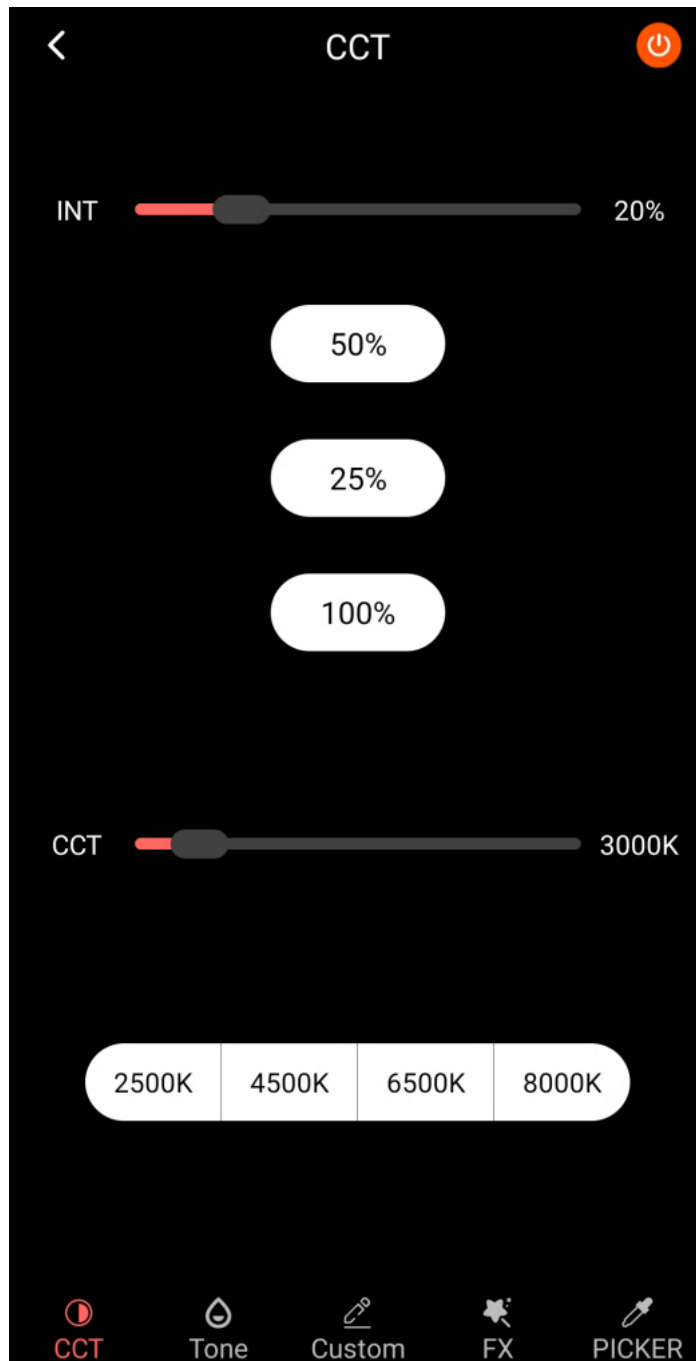 CCT
INT 20%
50%
25%
100%
CCT 3000K
2500K 4500K 6500K 8000K
CCT Tone Custom FX PICKER